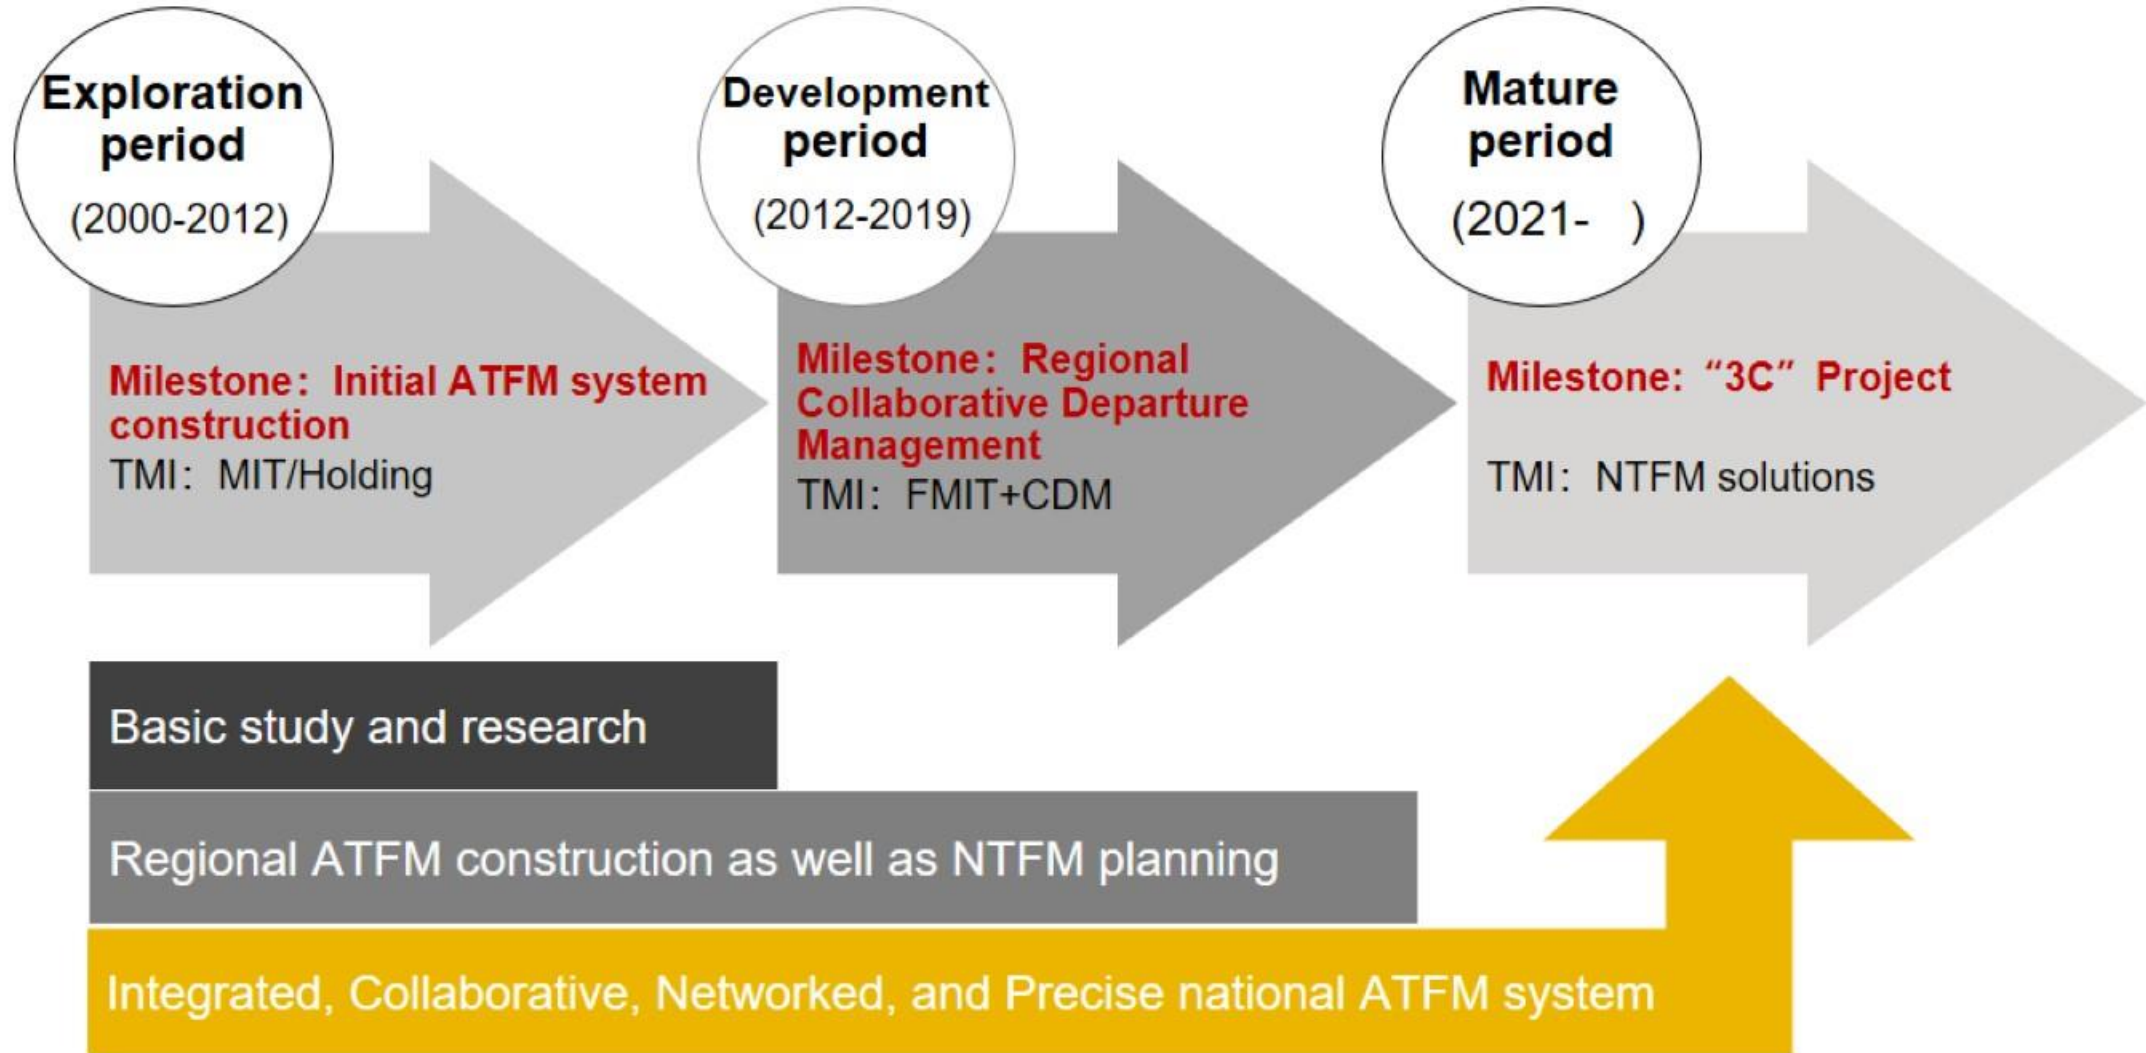 Exploration
period
(2000-2012)
Milestone: Initial ATFM system
construction
TMI: MIT/Holding
Development
period
(2012-2019)
Milestone: Regional
Collaborative Departure
Management
TMI: FMIT+CDM
Mature
period
(2021- )
Milestone: “3C” Project
TMI: NTFM solutions
Basic study and research
Regional ATFM construction as well as NTFM planning
Integrated, Collaborative, Networked, and Precise national ATFM system